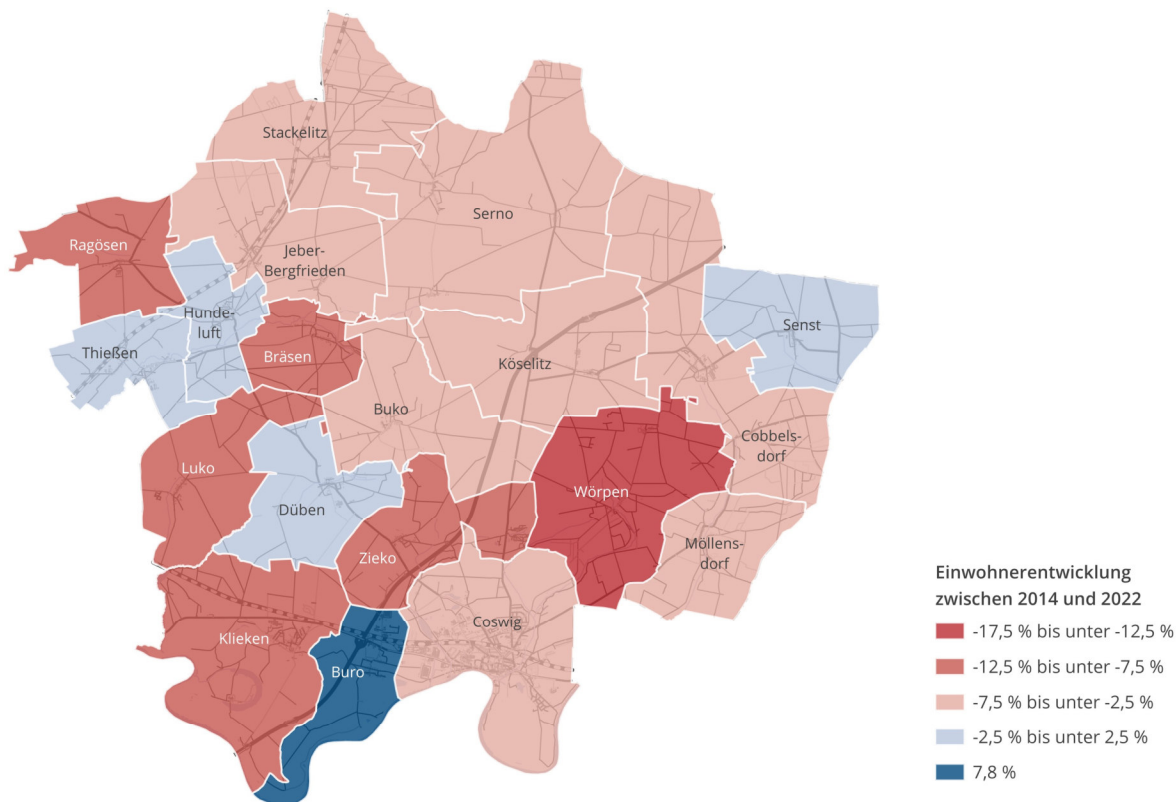 Stackelitz
Serno
Ragösen
Jeber-
Bergfrieden
Hunde-
luft
Senst
Thießen
Bräsen
Köselitz
Buko
Cobbels-
dorf
Luko
Wörpen
Düben
Zieko
Möllens-
dorf
Coswig
Klieken
Buro
Einwohnerentwicklung
zwischen 2014 und 2022
-17,5 % bis unter -12,5 %
-12,5 % bis unter -7,5 %
-7,5 % bis unter -2,5 %
-2,5 % bis unter 2,5 %
7,8 %